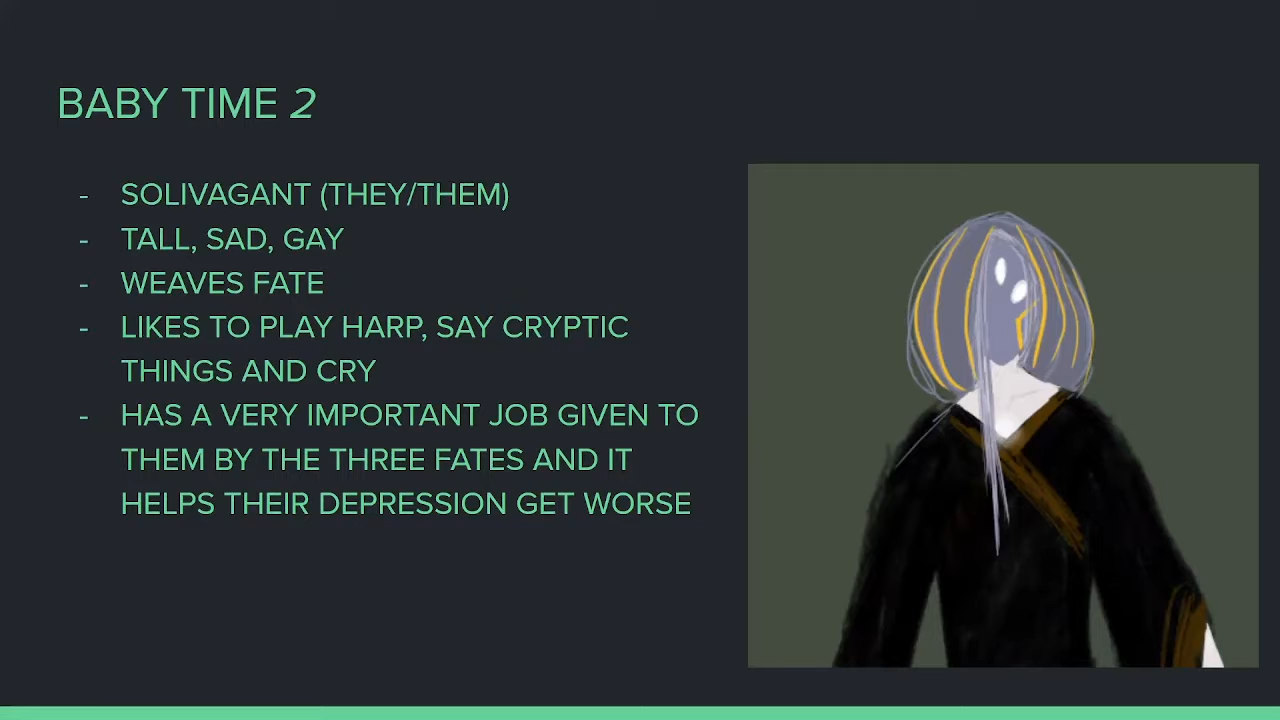 BABY TIME 2
- SOLIVAGANT (THEY/THEM)
- TALL, SAD, GAY
- WEAVES FATE
- LIKES TO PLAY HARP, SAY CRYPTIC
THINGS AND CRY
- HAS A VERY IMPORTANT JOB GIVEN TO
THEM BY THE THREE FATES AND IT
HELPS THEIR DEPRESSION GET WORSE